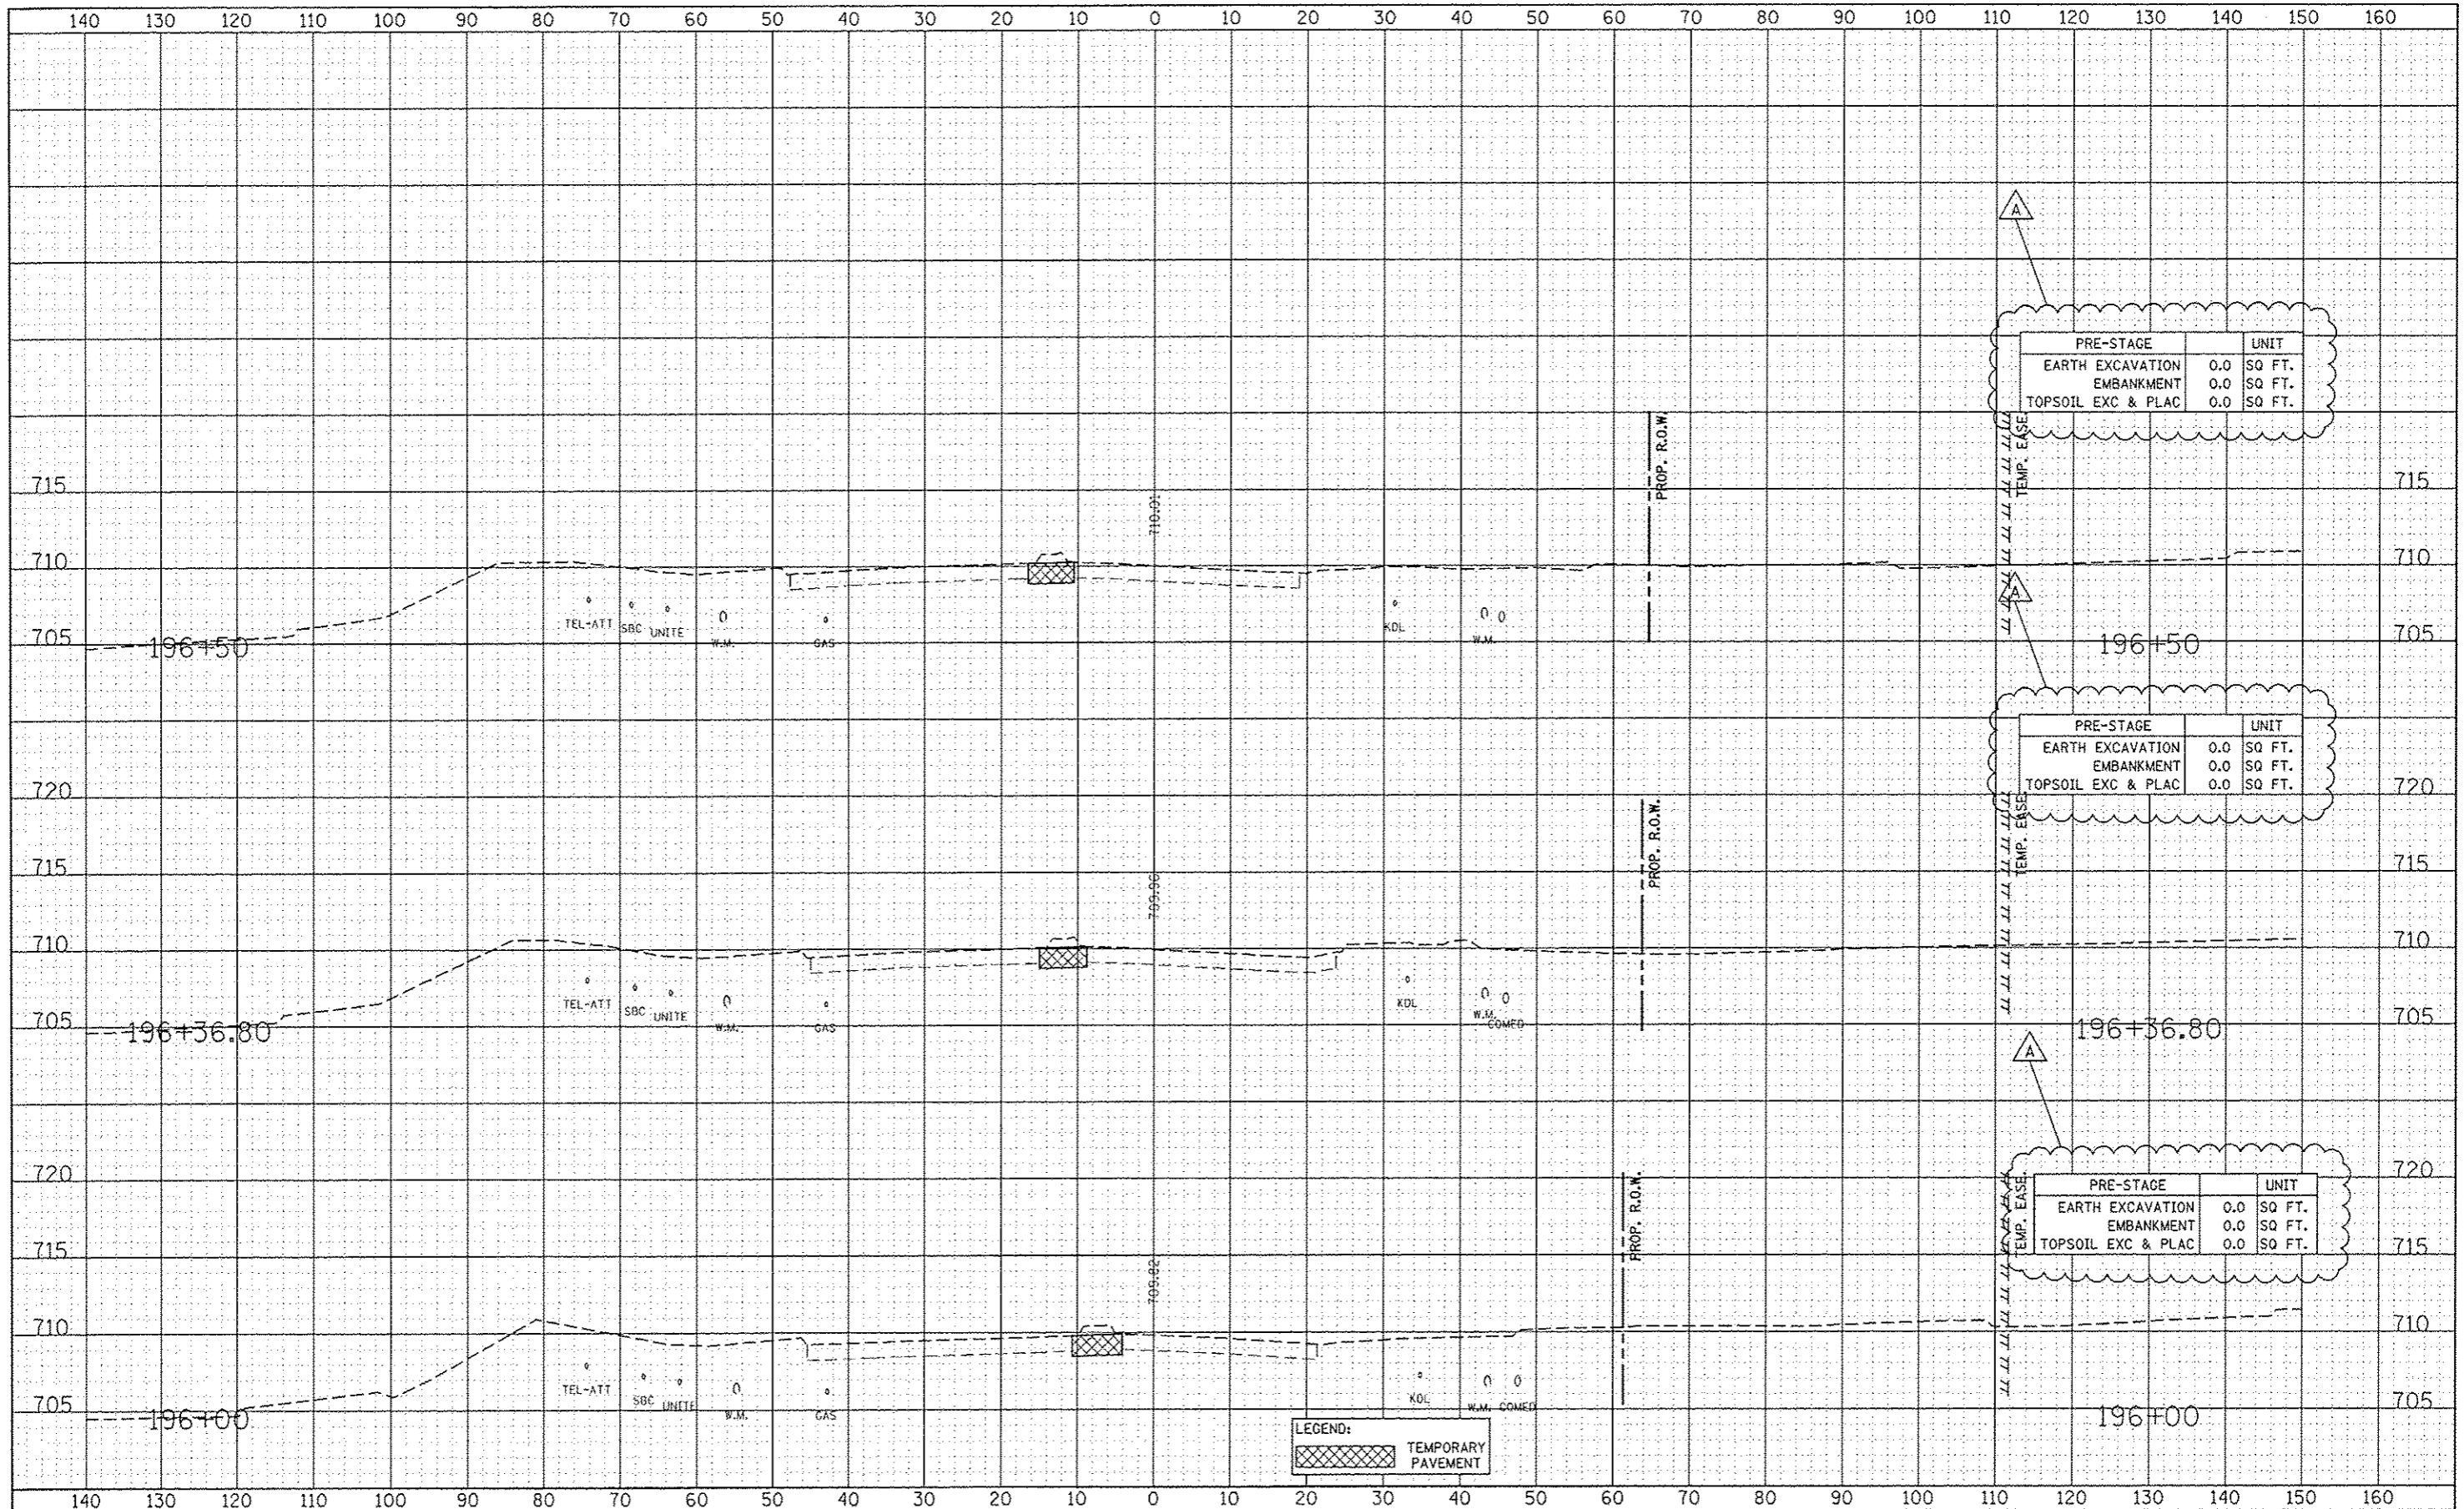 140 130 120 110 100 90 80 70 60 50 40 30 20 10 0 10 20 30 40 50 60 70 80 90 100 110 120 130 140 150 160
A
PRE-STAGE UNIT
EARTH EXCAVATION 0.0 SQ FT.
EMBANKMENT 0.0 SQ FT.
TOPSOIL EXC & PLAC 0.0 SQ FT.
TEMP. EASE.
PROP. R.O.W.
715 715
710.01
710 710
A
TEL-ATT SBC UNITE W.M. GAS KDL W.M.
705 705
196+50 196+50
PRE-STAGE UNIT
EARTH EXCAVATION 0.0 SQ FT.
EMBANKMENT 0.0 SQ FT.
TOPSOIL EXC & PLAC 0.0 SQ FT.
720 720
TEMP. EASE.
PROP. R.O.W.
715 715
709.96
710 710
TEL-ATT SBC UNITE W.M. GAS KDL W.M. COMED
705 705
196+36.80 196+36.80
A
720 720
PRE-STAGE UNIT
EARTH EXCAVATION 0.0 SQ FT.
EMBANKMENT 0.0 SQ FT.
TOPSOIL EXC & PLAC 0.0 SQ FT.
TEMP. EASE.
PROP. R.O.W.
715 715
709.82
710 710
TEL-ATT SBC UNITE W.M. GAS KDL W.M. COMED
705 705
196+00 196+00
LEGEND:
TEMPORARY
PAVEMENT
140 130 120 110 100 90 80 70 60 50 40 30 20 10 0 10 20 30 40 50 60 70 80 90 100 110 120 130 140 150 160